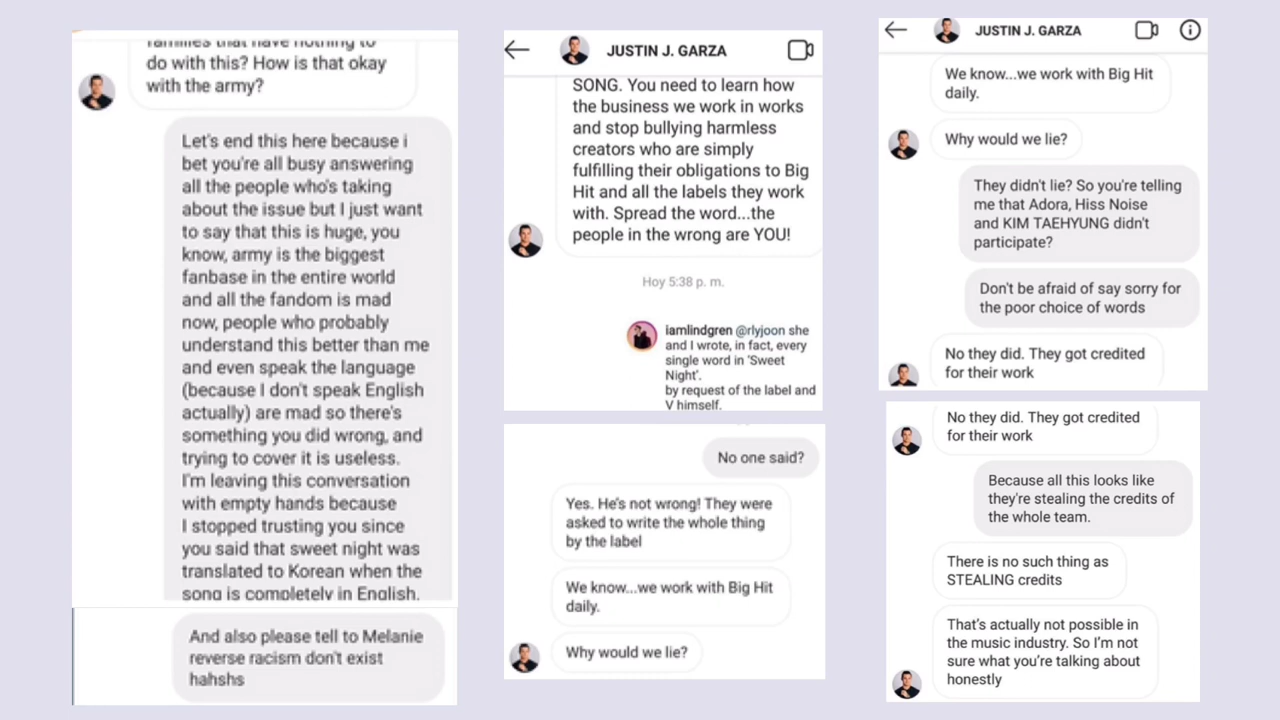 families that have nothing to
do with this? How is that okay
with the army?
Let's end this here because i
bet you're all busy answering
all the people who's taking
about the issue but I just want
to say that this is huge, you
know, army is the biggest
fanbase in the entire world
and all the fandom is mad
now, people who probably
understand this better than me
and even speak the language
(because I don't speak English
actually) are mad so there's
something you did wrong, and
trying to cover it is useless.
I'm leaving this conversation
with empty hands because
I stopped trusting you since
you said that sweet night was
translated to Korean when the
song is completely in English.
And also please tell to Melanie
reverse racism don't exist
hahshs
JUSTIN J. GARZA
SONG. You need to learn how
the business we work in works
and stop bullying harmless
creators who are simply
fulfilling their obligations to Big
Hit and all the labels they work
with. Spread the word...the
people in the wrong are YOU!
Hoy 5:38 p. m.
iamlindgren @rlyjoon she
and I wrote, in fact, every
single word in 'Sweet
Night'.
by request of the label and
V himself.
No one said?
Yes. He's not wrong! They were
asked to write the whole thing
by the label
We know...we work with Big Hit
daily.
Why would we lie?
JUSTIN J. GARZA
We know...we work with Big Hit
daily.
Why would we lie?
They didn't lie? So you're telling
me that Adora, Hiss Noise
and KIM TAEHYUNG didn't
participate?
Don't be afraid of say sorry for
the poor choice of words
No they did. They got credited
for their work
No they did. They got credited
for their work
Because all this looks like
they're stealing the credits of
the whole team.
There is no such thing as
STEALING credits
That's actually not possible in
the music industry. So I'm not
sure what you're talking about
honestly